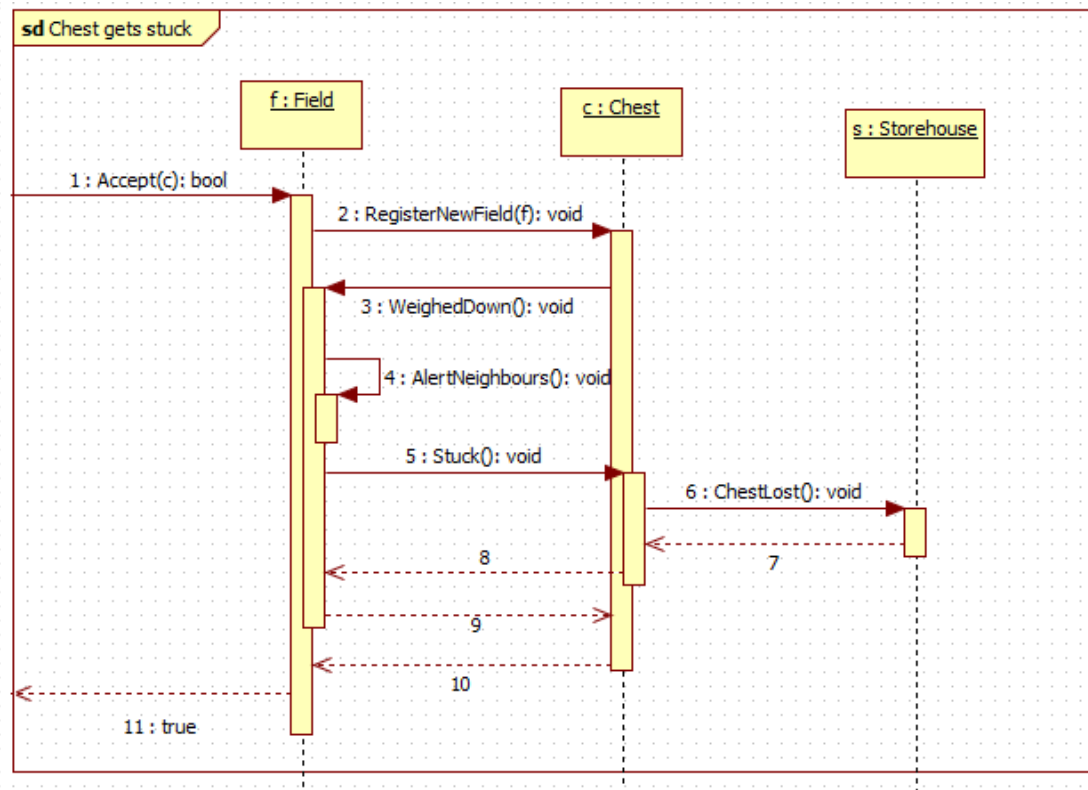 sd Chest gets stuck
f : Field
c : Chest
s : Storehouse
1 : Accept(c): bool
2 : RegisterNewField(f): void
3 : WeighedDown(): void
4 : AlertNeighbours(): void
5 : Stuck(): void
6 : ChestLost(): void
7
8
9
10
11 : true